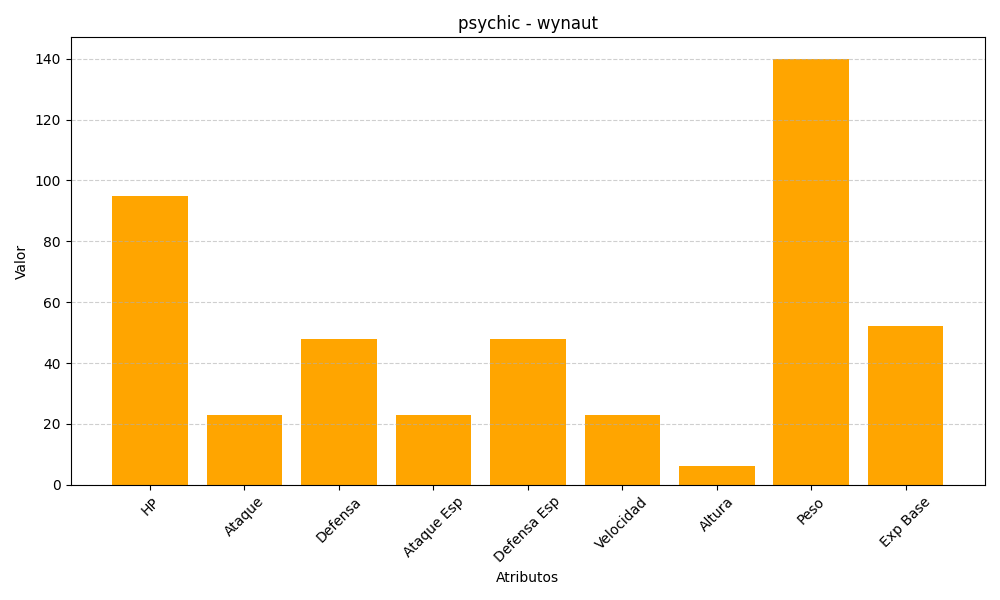 psychic - wynaut
140
120
100
80
60
40
20
0
Valor
HP
Ataque
Defensa
Ataque Esp
Defensa Esp
Velocidad
Altura
Peso
Exp Base
Atributos